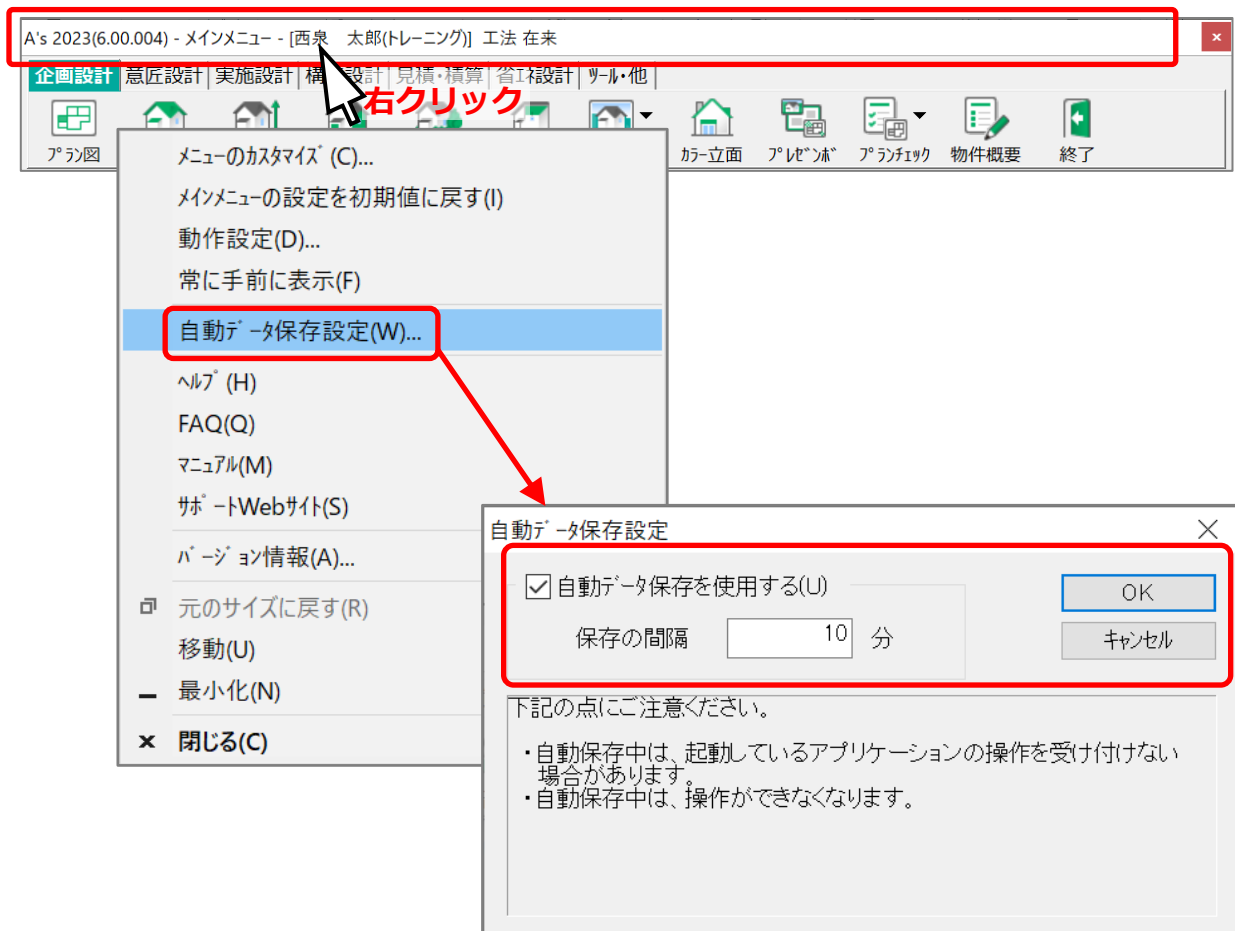 A's 2023(6.00.004) - メインメニュー - [西泉　太郎(トレーニング)] 工法 在来
企画設計 意匠設計 実施設計 構 設計 見積・積算 省ｴﾈ設計 ﾂｰﾙ・他
右クリック
ﾌﾟﾗﾝ図 ｶﾗｰ立面 ﾌﾟﾚｾﾞﾝﾎﾞ ﾌﾟﾗﾝﾁｪｯｸ 物件概要 終了
ﾒﾆｭｰのｶｽﾀﾏｲｽﾞ(C)...
ﾒｲﾝﾒﾆｭｰの設定を初期値に戻す(I)
動作設定(D)...
常に手前に表示(F)
自動ﾃﾞｰﾀ保存設定(W)...
ﾍﾙﾌﾟ(H)
FAQ(Q)
ﾏﾆｭｱﾙ(M)
ｻﾎﾟｰﾄWebｻｲﾄ(S)
ﾊﾞｰｼﾞｮﾝ情報(A)...
元のサイズに戻す(R)
移動(U)
最小化(N)
閉じる(C)
自動ﾃﾞｰﾀ保存設定
自動ﾃﾞｰﾀ保存を使用する(U)
OK
保存の間隔 10 分
ｷｬﾝｾﾙ
下記の点にご注意ください。
・自動保存中は、起動しているアプリケーションの操作を受け付けない
場合があります。
・自動保存中は、操作ができなくなります。